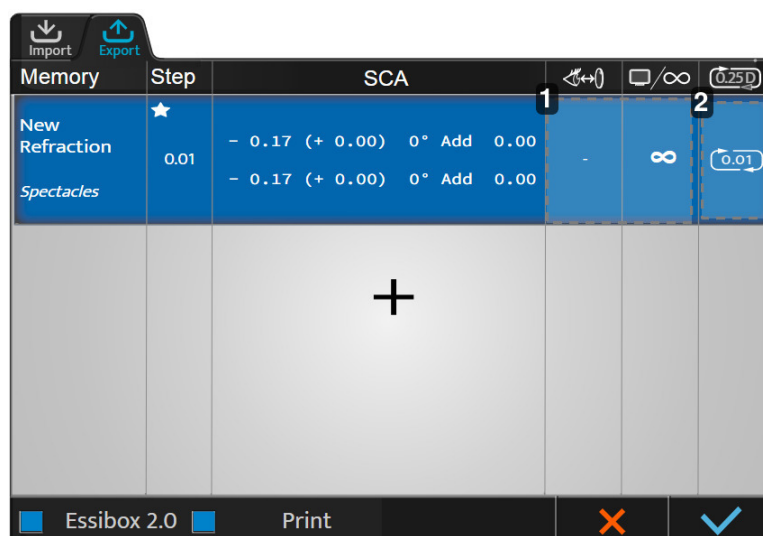 Import Export
Memory Step SCA /∞ 0.25D
1 2
New
Refraction
Spectacles
0.01
- 0.17 (+ 0.00) 0° Add 0.00
- 0.17 (+ 0.00) 0° Add 0.00
- ∞ 0.01
+
Essibox 2.0 Print